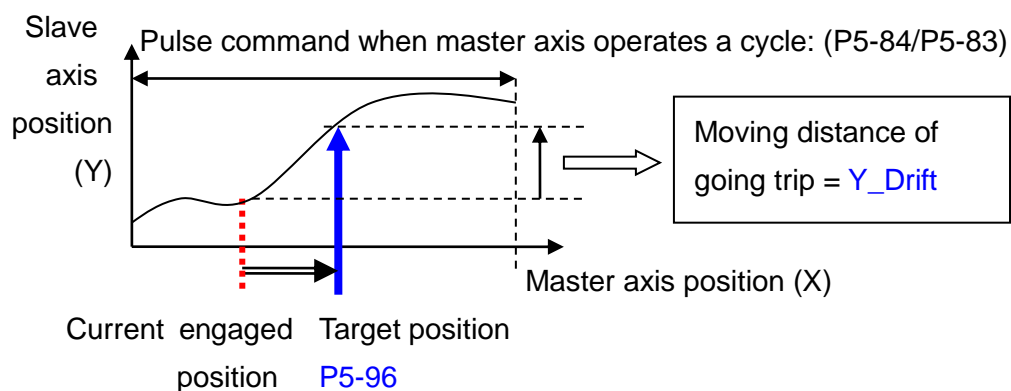 Slave
axis
position
(Y)
Pulse command when master axis operates a cycle: (P5-84/P5-83)
Moving distance of
going trip = Y_Drift
Master axis position (X)
Current engaged
position
Target position
P5-96